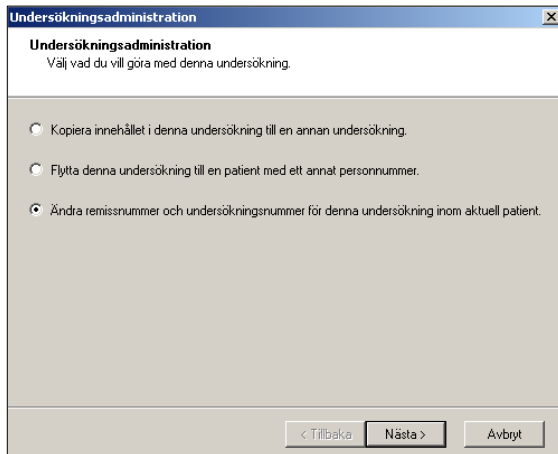 Undersökningsadministration
Undersökningsadministration
Välj vad du vill göra med denna undersökning.
Kopiera innehållet i denna undersökning till en annan undersökning.
Flytta denna undersökning till en patient med ett annat personnummer.
Ändra remissnummer och undersökningsnummer för denna undersökning inom aktuell patient.
< Tillbaka Nästa > Avbryt